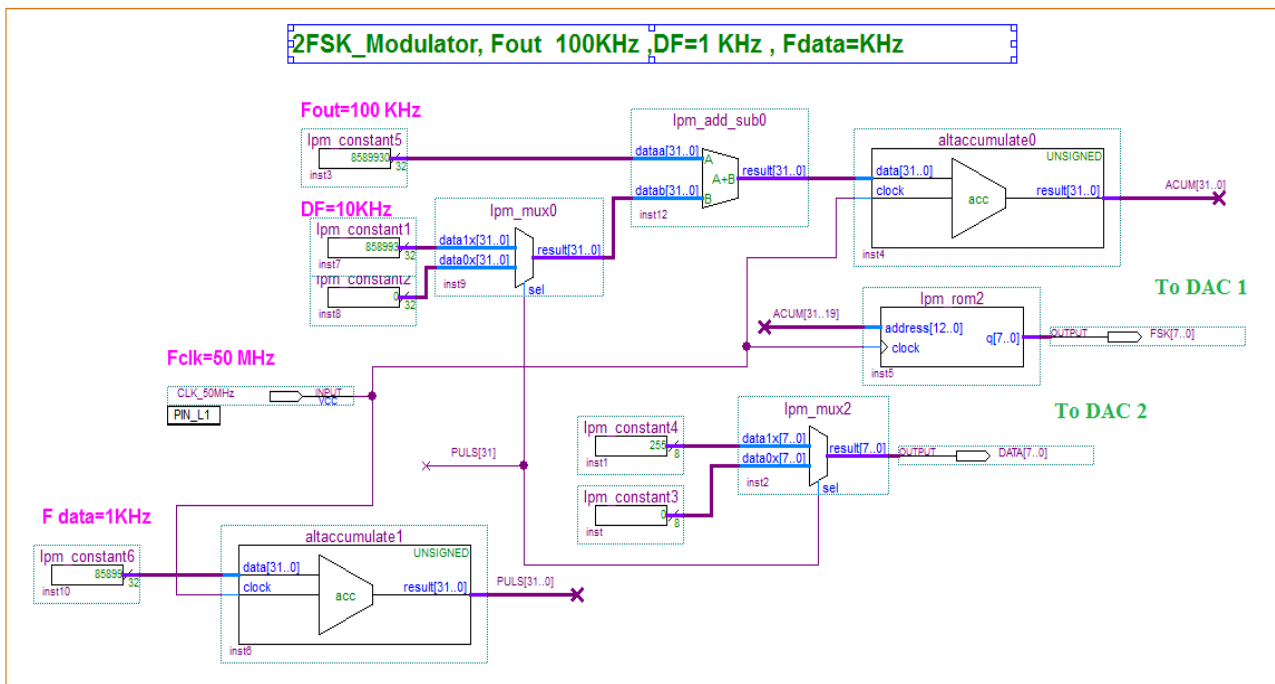 2FSK_Modulator, Fout 100KHz ,DF=1 KHz , Fdata=KHz
Fout=100 KHz
lpm_constant5
8589930
32
inst3
DF=10KHz
lpm_constant1
858993
32
inst7
lpm_constant2
0
32
inst8
lpm_mux0
data1x[31..0]
data0x[31..0]
result[31..0]
sel
inst9
lpm_add_sub0
dataa[31..0]
datab[31..0]
A
B
A+B
result[31..0]
inst12
altaccumulate0
UNSIGNED
data[31..0]
clock
acc
result[31..0]
inst4
ACUM[31..0]
To DAC 1
lpm_rom2
ACUM[31..19]
address[12..0]
clock
q[7..0]
inst5
OUTPUT
FSK[7..0]
Fclk=50 MHz
CLK_50MHz
INPUT
VCC
PIN_L1
To DAC 2
lpm_mux2
lpm_constant4
255
8
inst1
data1x[7..0]
data0x[7..0]
result[7..0]
sel
inst2
OUTPUT
DATA[7..0]
PULS[31]
lpm_constant3
0
8
inst
F data=1KHz
lpm_constant6
85899
32
inst10
altaccumulate1
UNSIGNED
data[31..0]
clock
acc
result[31..0]
inst6
PULS[31..0]